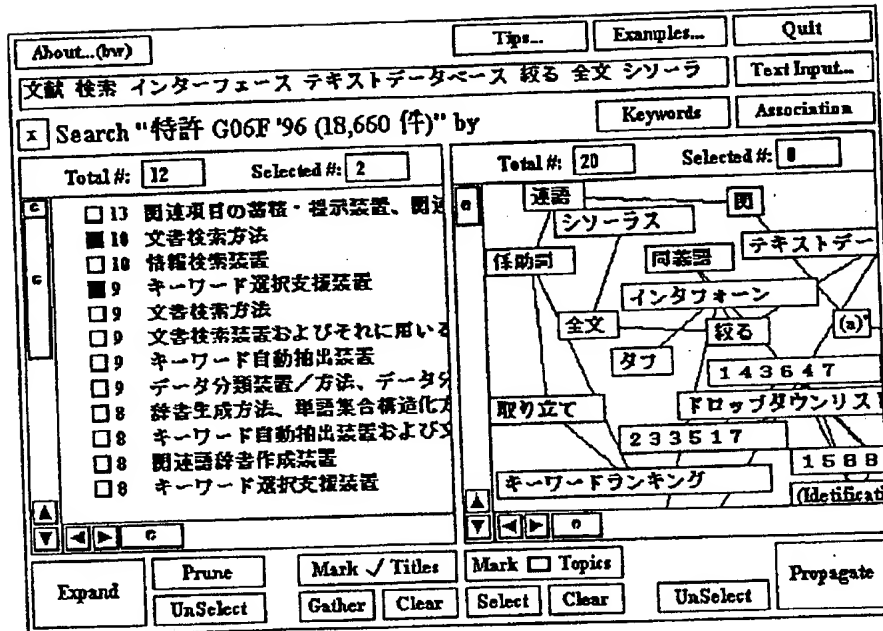 About...(bw)
Tips...
Examples...
Quit
文献 検索 インターフェース テキストデータベース 絞る 全文 シソーラ
Text Input...
x Search "特許 G06F '96 (18,660 件)" by
Keywords
Association
Total #: 12
Selected #: 2
13 関連項目の蓄積・提示装置、関連
10 文書検索方法
10 情報検索装置
9 キーワード選択支援装置
9 文書検索方法
9 文書検索装置およびそれに用いる
9 キーワード自動抽出装置
9 データ分類装置/方法、データ分
8 辞書生成方法、単語集合構造化方
8 キーワード自動抽出装置および文
8 関連語辞書作成装置
8 キーワード選択支援装置
Total #: 20
Selected #: 0
連語
関
シソーラス
テキストデー
係助詞
同義語
インタフォーン
全文
絞る
(a)"
タブ
143647
取り立て
ドロップダウンリスト
233517
1588
キーワードランキング
(Idetificati
Expand
Prune
UnSelect
Mark ✓ Titles
Gather
Clear
Mark □ Topics
Select
Clear
UnSelect
Propagate